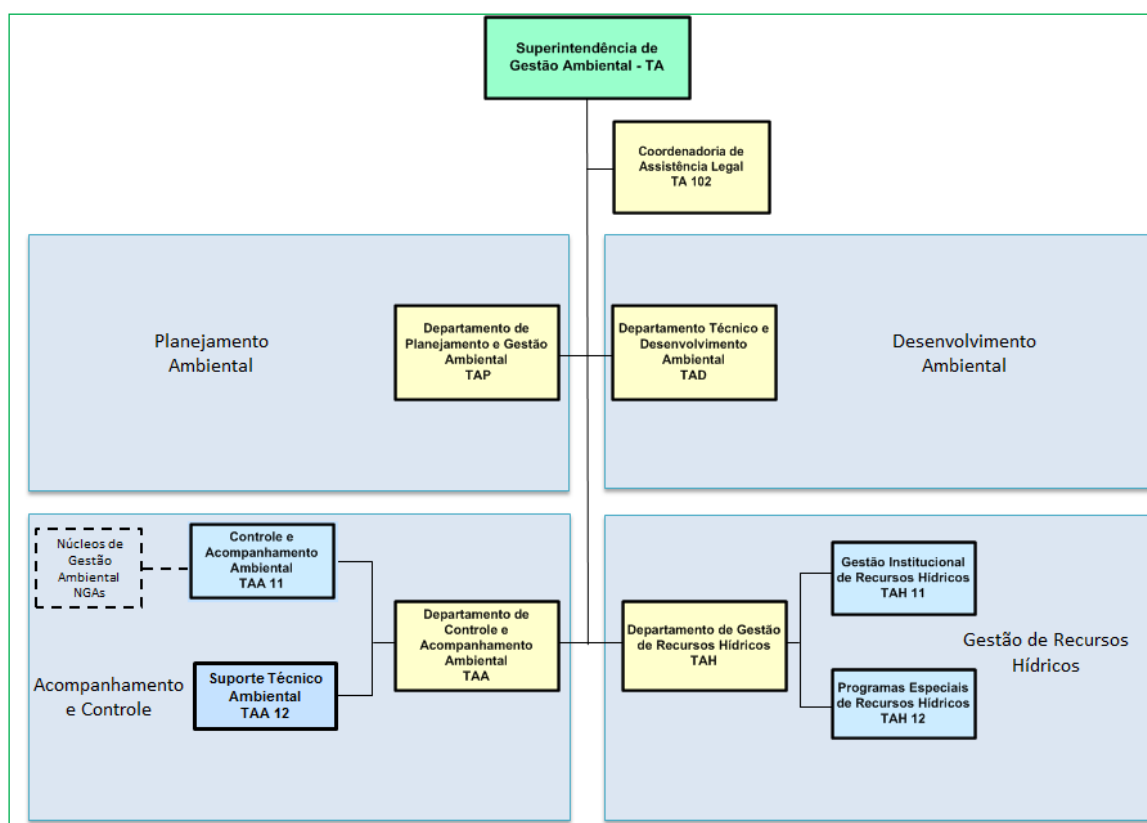 Superintendência de
Gestão Ambiental - TA
Coordenadoria de
Assistência Legal
TA 102
Planejamento
Ambiental
Departamento de
Planejamento e Gestão
Ambiental
TAP
Departamento Técnico e
Desenvolvimento
Ambiental
TAD
Desenvolvimento
Ambiental
Núcleos de
Gestão
Ambiental
NGAs
Controle e
Acompanhamento
Ambiental
TAA 11
Departamento de
Controle e
Acompanhamento
Ambiental
TAA
Suporte Técnico
Ambiental
TAA 12
Acompanhamento
e Controle
Departamento de Gestão
de Recursos Hídricos
TAH
Gestão Institucional
de Recursos Hídricos
TAH 11
Programas Especiais
de Recursos Hídricos
TAH 12
Gestão de Recursos
Hídricos